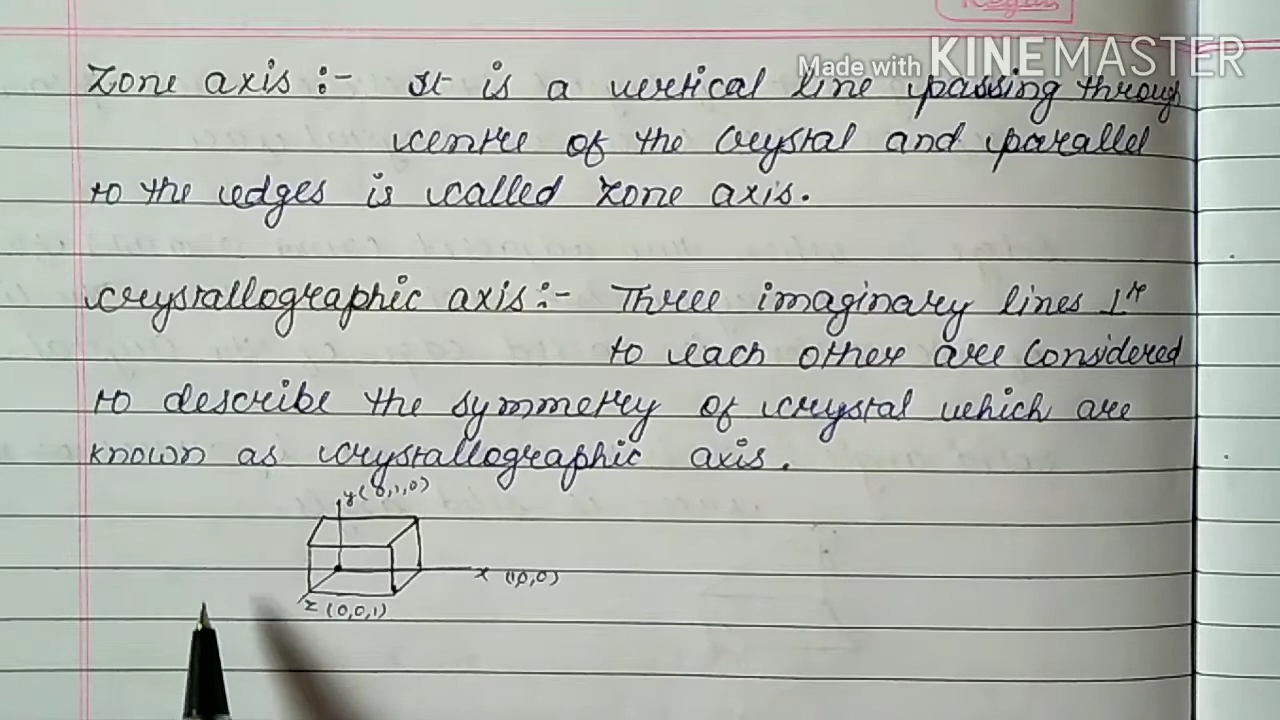 Made with KINEMASTER
Zone axis :- It is a vertical line passing through
centre of the crystal and parallel
to the edges is called zone axis.
Crystallographic axis :- Three imaginary lines ⊥r
to each other are considered
to describe the symmetry of crystal which are
known as crystallographic axis.
y(0,1,0)
x (1,0,0)
z (0,0,1)